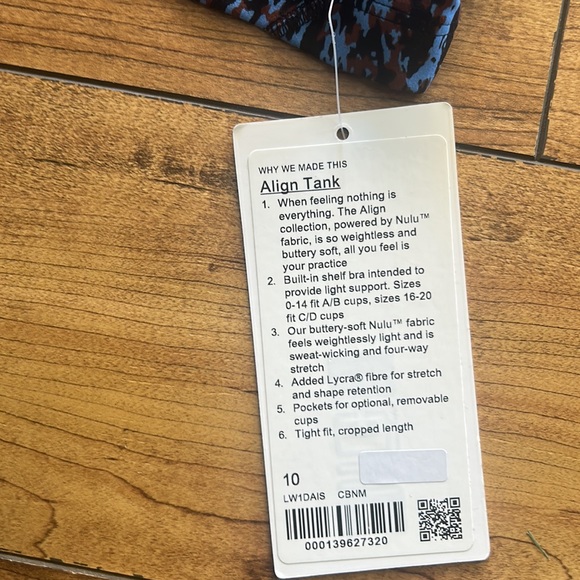 WHY WE MADE THIS
Align Tank
1. When feeling nothing is
everything. The Align
collection, powered by Nulu™
fabric, is so weightless and
buttery soft, all you feel is
your practice
2. Built-in shelf bra intended to
provide light support. Sizes
0-14 fit A/B cups, sizes 16-20
fit C/D cups
3. Our buttery-soft Nulu™ fabric
feels weightlessly light and is
sweat-wicking and four-way
stretch
4. Added Lycra® fibre for stretch
and shape retention
5. Pockets for optional, removable
cups
6. Tight fit, cropped length
10
LW1DAIS CBNM
000139627320